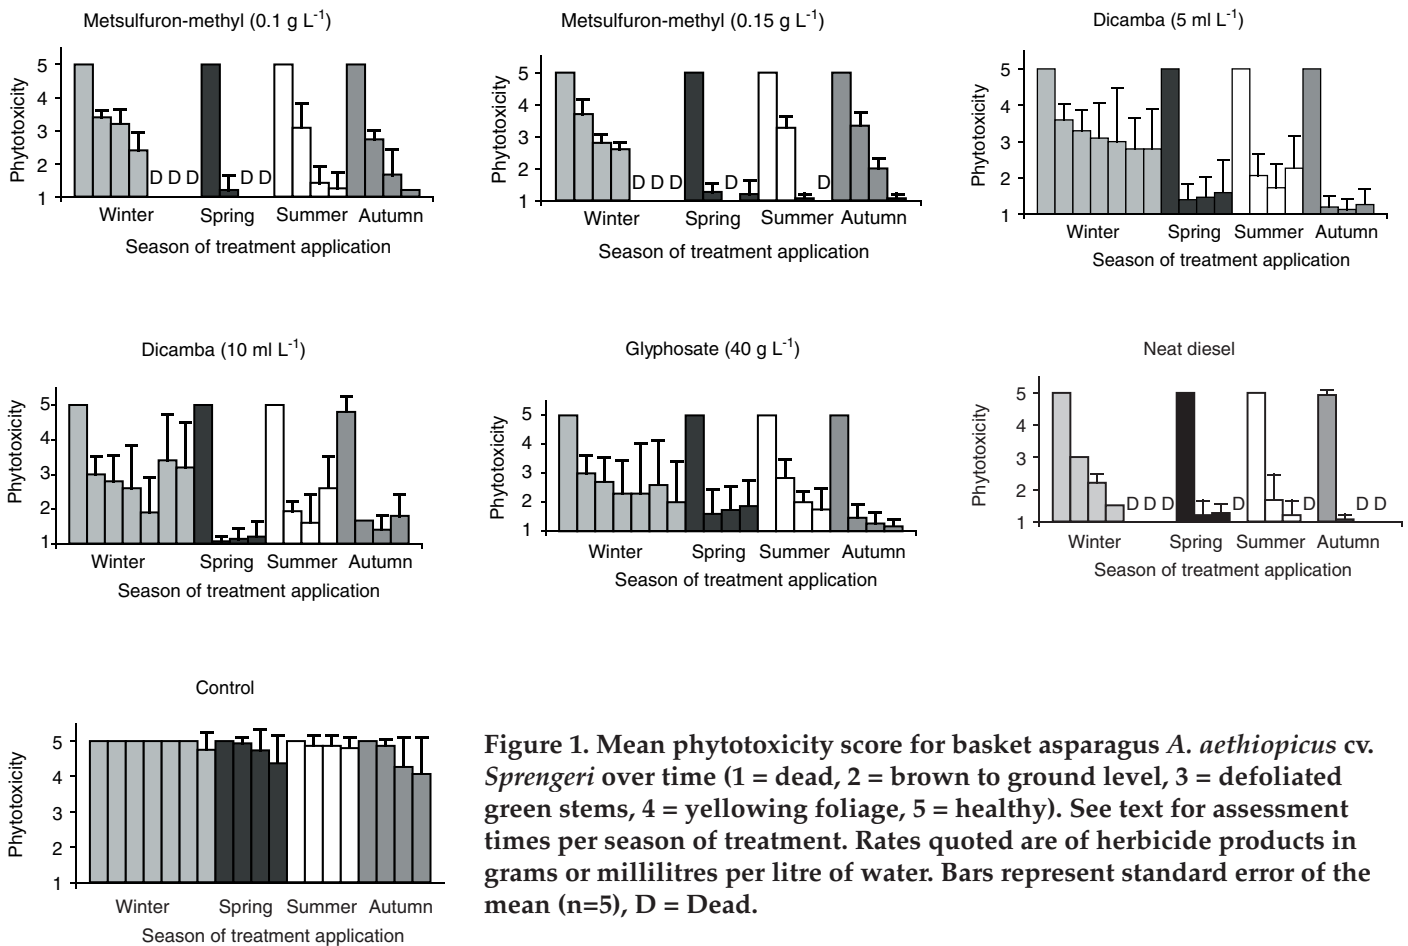 Metsulfuron-methyl (0.1 g L⁻¹)
Phytotoxicity
5
4
3
2
1
D D D
D D
Winter
Spring
Summer
Autumn
Season of treatment application
Metsulfuron-methyl (0.15 g L⁻¹)
Phytotoxicity
5
4
3
2
1
D D D
D
D
Winter
Spring
Summer
Autumn
Season of treatment application
Dicamba (5 ml L⁻¹)
Phytotoxicity
5
4
3
2
1
Winter
Spring
Summer
Autumn
Season of treatment application
Dicamba (10 ml L⁻¹)
Phytotoxicity
5
4
3
2
1
Winter
Spring
Summer
Autumn
Season of treatment application
Glyphosate (40 g L⁻¹)
Phytotoxicity
5
4
3
2
1
Winter
Spring
Summer
Autumn
Season of treatment application
Neat diesel
Phytotoxicity
5
4
3
2
1
D D D
D
D
D D
Winter
Spring
Summer
Autumn
Season of treatment application
Control
Phytotoxicity
5
4
3
2
1
Winter
Spring
Summer
Autumn
Season of treatment application
Figure 1. Mean phytotoxicity score for basket asparagus A. aethiopicus cv.
Sprengeri over time (1 = dead, 2 = brown to ground level, 3 = defoliated
green stems, 4 = yellowing foliage, 5 = healthy). See text for assessment
times per season of treatment. Rates quoted are of herbicide products in
grams or millilitres per litre of water. Bars represent standard error of the
mean (n=5), D = Dead.